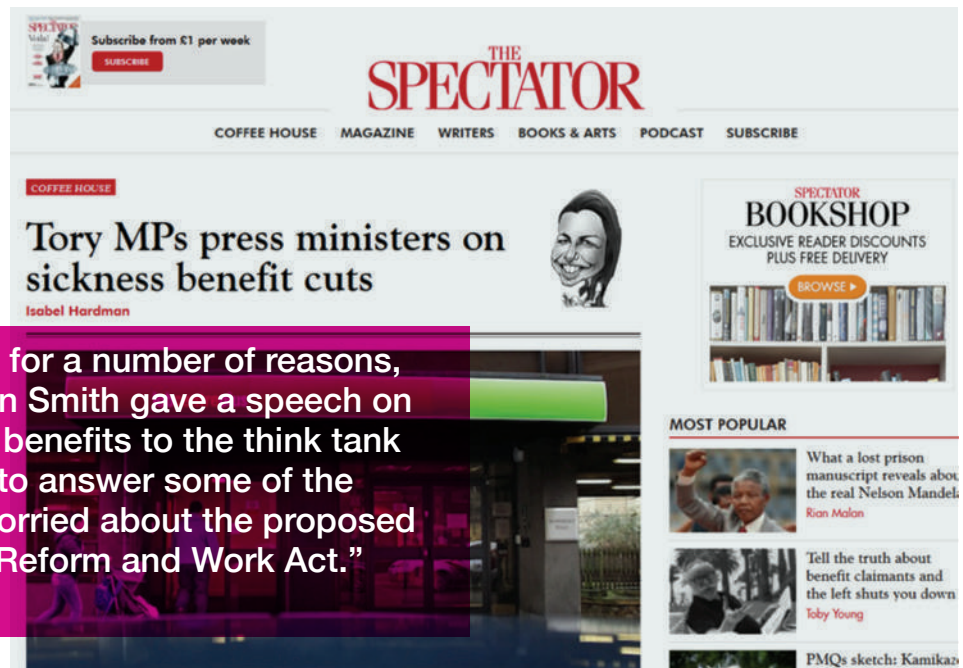 THE
SPECTATOR
Subscribe from £1 per week
SUBSCRIBE
THE
SPECTATOR
COFFEE HOUSE MAGAZINE WRITERS BOOKS & ARTS PODCAST SUBSCRIBE
COFFEE HOUSE
Tory MPs press ministers on
sickness benefit cuts
Isabel Hardman
for a number of reasons,
n Smith gave a speech on
benefits to the think tank
to answer some of the
orried about the proposed
Reform and Work Act.”
SPECTATOR
BOOKSHOP
EXCLUSIVE READER DISCOUNTS
PLUS FREE DELIVERY
BROWSE
MOST POPULAR
What a lost prison
manuscript reveals abou
the real Nelson Mandela
Rian Malan
Tell the truth about
benefit claimants and
the left shuts you down
Toby Young
PMQs sketch: Kamikaz